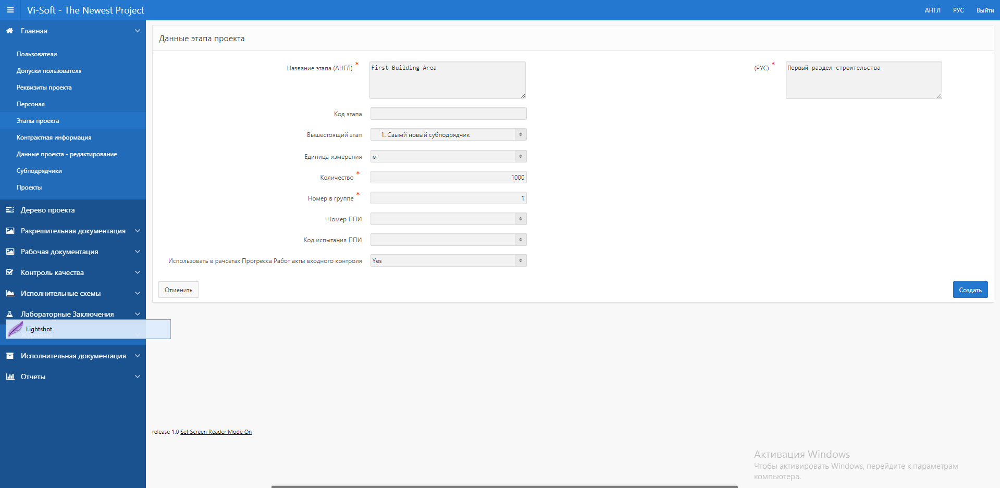 Vi-Soft - The Newest Project
АНГЛ
РУС
Выйти
Главная
Пользователи
Допуски пользователя
Реквизиты проекта
Персонал
Этапы проекта
Контрактная информация
Данные проекта - редактирование
Субподрядчики
Проекты
Дерево проекта
Разрешительная документация
Рабочая документация
Контроль качества
Исполнительные схемы
Лабораторные Заключения
Lightshot
Журналы
Исполнительная документация
Отчеты
Данные этапа проекта
Название этапа (АНГЛ) *
First Building Area
(РУС) *
Первый раздел строительства
Код этапа
Вышестоящий этап
1. Саымй новый субподрядчик
Единица измерения
м
Количество *
1000
Номер в группе *
1
Номер ППИ
Код испытания ППИ
Использовать в рачсетах Прогресса Работ акты входного контроля
Yes
Отменить
Создать
release 1.0 Set Screen Reader Mode On
Активация Windows
Чтобы активировать Windows, перейдите к параметрам
компьютера.